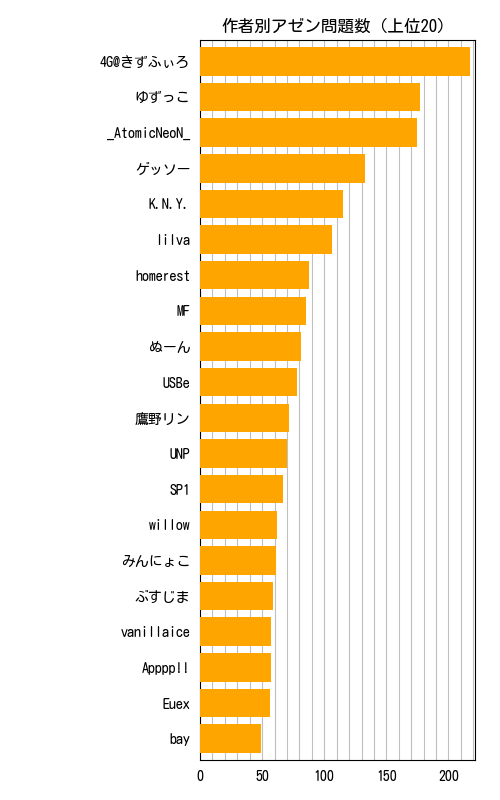 作者別アゼン問題数（上位20）
4G@きずふぃろ
ゆずっこ
_AtomicNeoN_
ゲッソー
K.N.Y.
lilva
homerest
MF
ぬーん
USBe
鷹野リン
UNP
SP1
willow
みんにょこ
ぶすじま
vanillaice
Appppll
Euex
bay
0 50 100 150 200